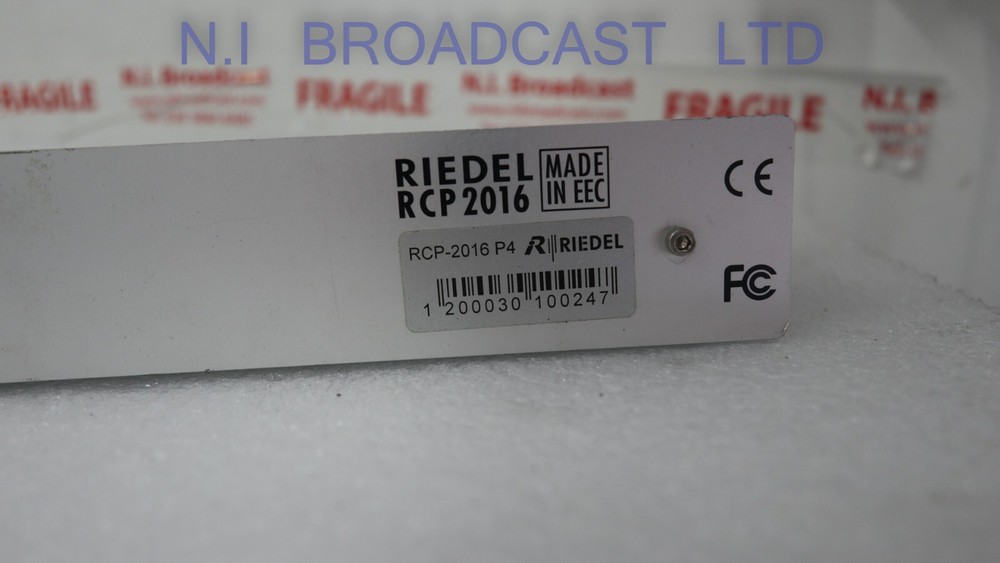 N.I BROADCAST LTD
FRAGILE
N.I. Broadcast
FRAGILE
N.I. Broadcast
FRAGILE
N.I. B
RIEDEL
RCP 2016
MADE
IN EEC
CE
RCP-2016 P4 RIEDEL
1 200030 100247
FC